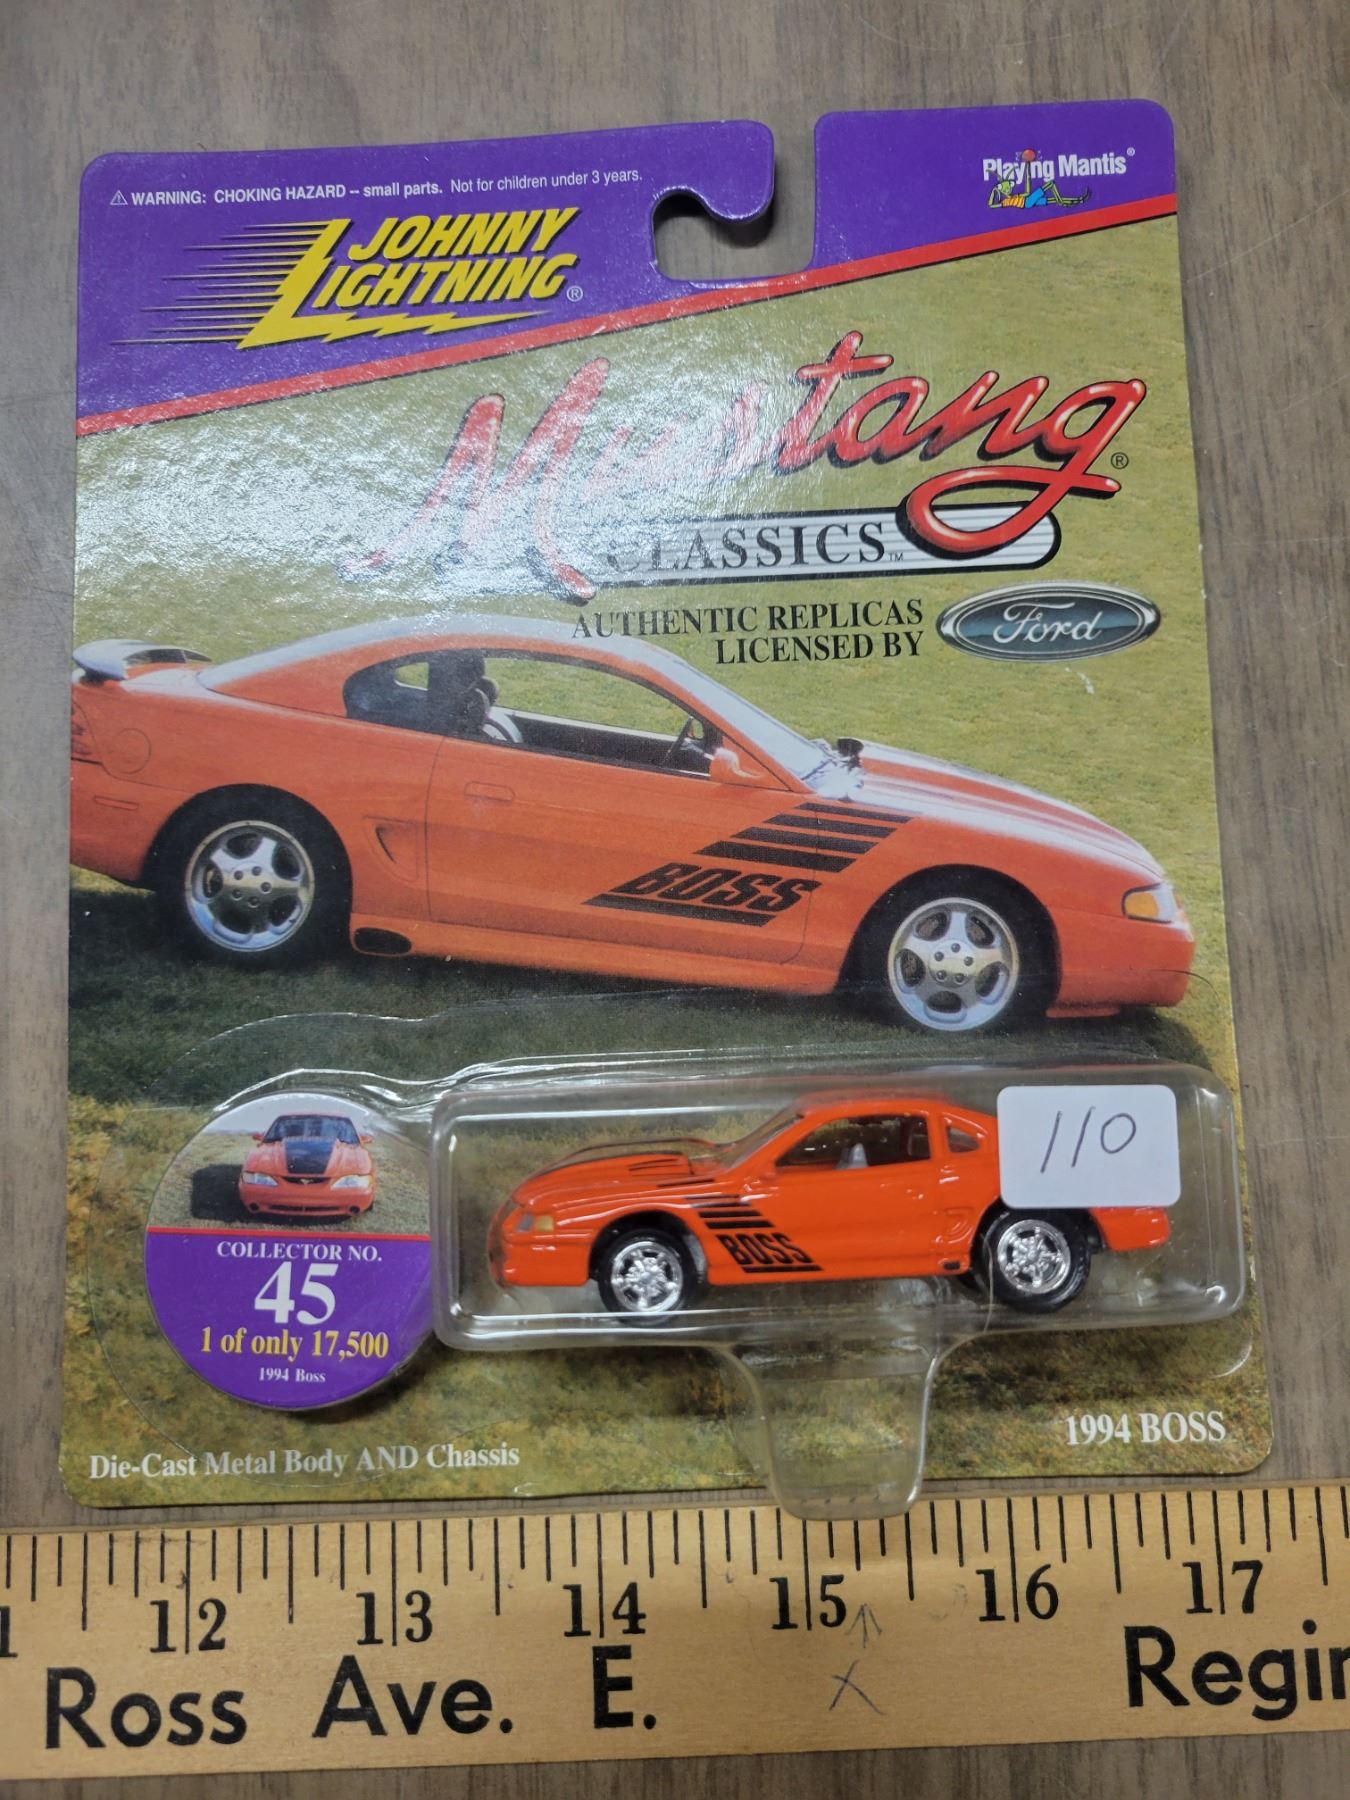 ⚠ WARNING: CHOKING HAZARD -- small parts. Not for children under 3 years.
Playing Mantis®
JOHNNY
LIGHTNING®
Mustang®
CLASSICS™
AUTHENTIC REPLICAS
LICENSED BY
Ford
BOSS
110
BOSS
COLLECTOR NO.
45
1 of only 17,500
1994 Boss
Die-Cast Metal Body AND Chassis
1994 BOSS
1 12 13 14 15 16 17
X
Ross Ave. E. Regin